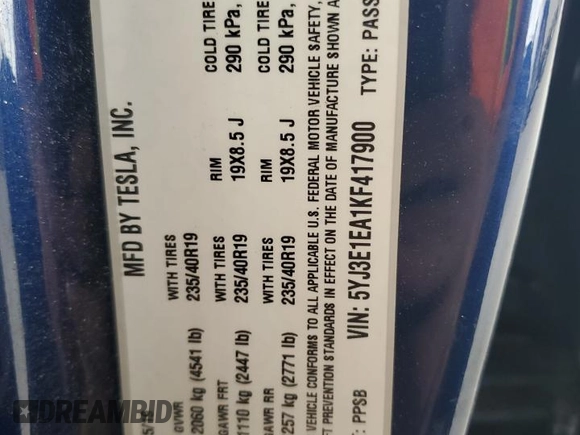 MFD BY TESLA, INC.
GVWR WITH TIRES RIM COLD TIRE
2060 kg (4541 lb) 235/40R19 19X8.5 J 290 kPa,
GAWR FRT WITH TIRES RIM COLD TIRE
1110 kg (2447 lb) 235/40R19 19X8.5 J 290 kPa,
GAWR RR
257 kg (2771 lb) 235/40R19
VEHICLE CONFORMS TO ALL APPLICABLE U.S. FEDERAL MOTOR VEHICLE SAFETY,
FT PREVENTION STANDARDS IN EFFECT ON THE DATE OF MANUFACTURE SHOWN A
T: PPSB VIN: 5YJ3E1EA1KF417900 TYPE: PASS
DREAMBID